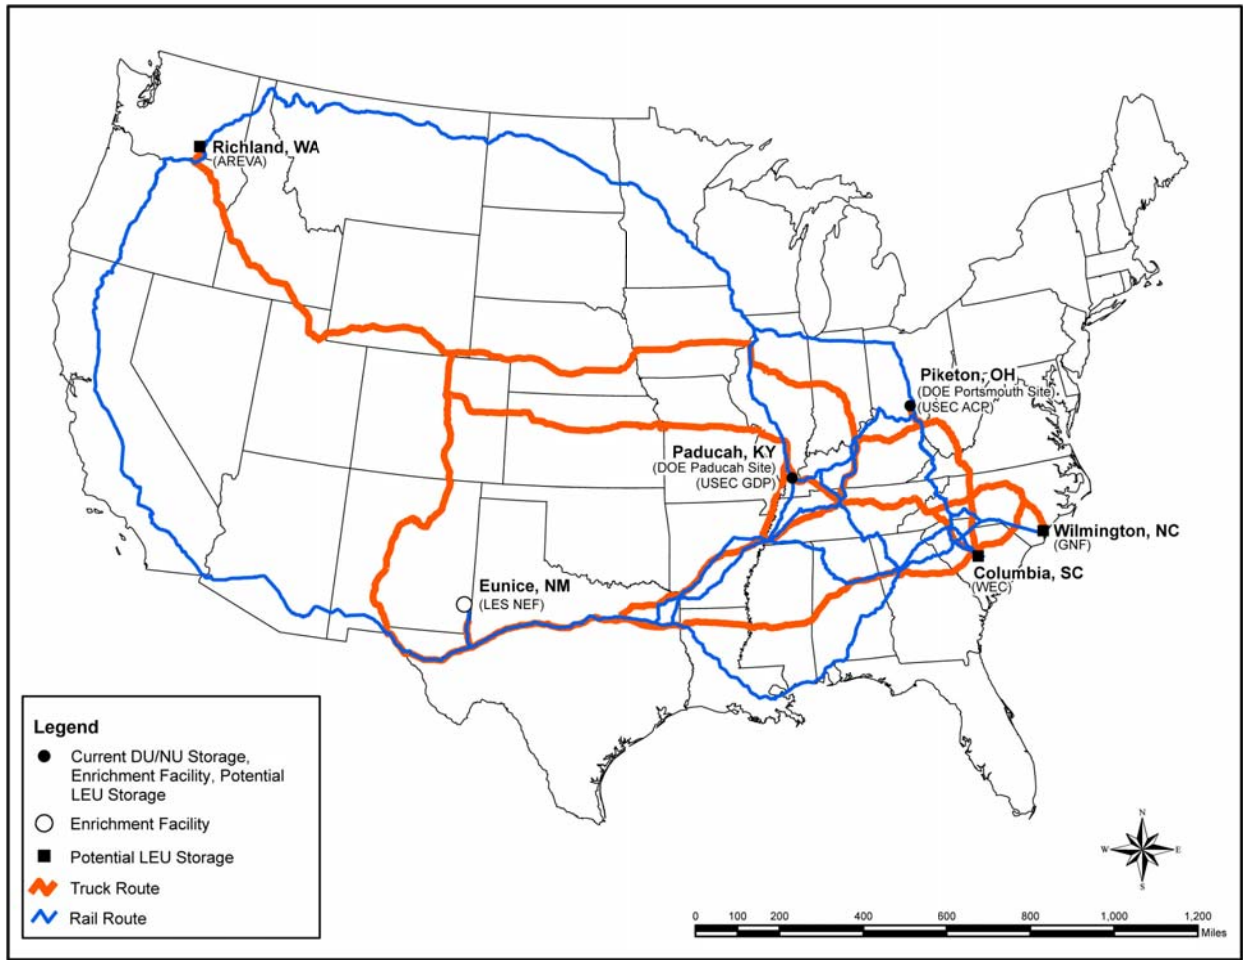 Richland, WA
(AREVA)
Piketon, OH
(DOE Portsmouth Site)
(USEC ACP)
Paducah, KY
(DOE Paducah Site)
(USEC GDP)
Wilmington, NC
(GNF)
Columbia, SC
(WEC)
Eunice, NM
(LES NEF)
Legend
Current DU/NU Storage,
Enrichment Facility, Potential
LEU Storage
Enrichment Facility
Potential LEU Storage
Truck Route
Rail Route
N
W
E
S
0 100 200 400 600 800 1,000 1,200
Miles